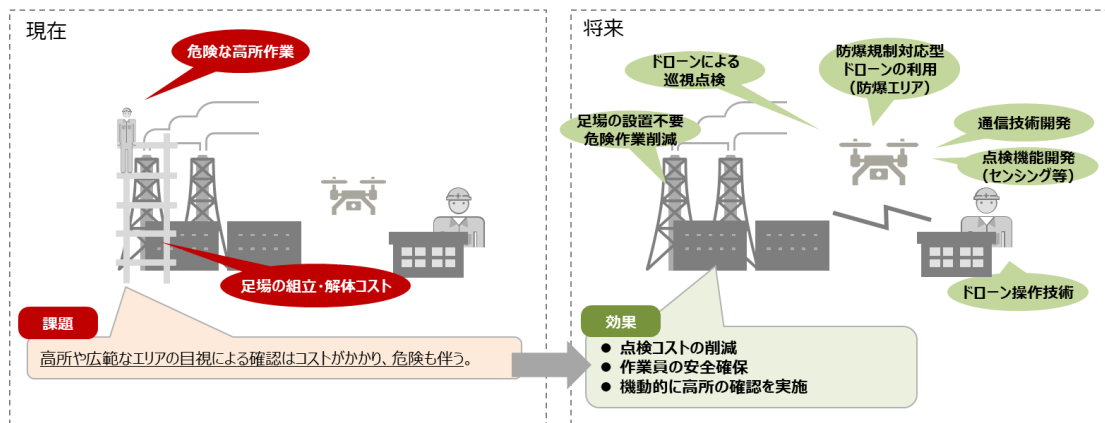 現在
危険な高所作業
足場の組立・解体コスト
課題
高所や広範なエリアの目視による確認はコストがかかり、危険も伴う。
将来
ドローンによる
巡視点検
防爆規制対応型
ドローンの利用
（防爆エリア）
足場の設置不要
危険作業削減
通信技術開発
点検機能開発
（センシング等）
ドローン操作技術
効果
● 点検コストの削減
● 作業員の安全確保
● 機動的に高所の確認を実施